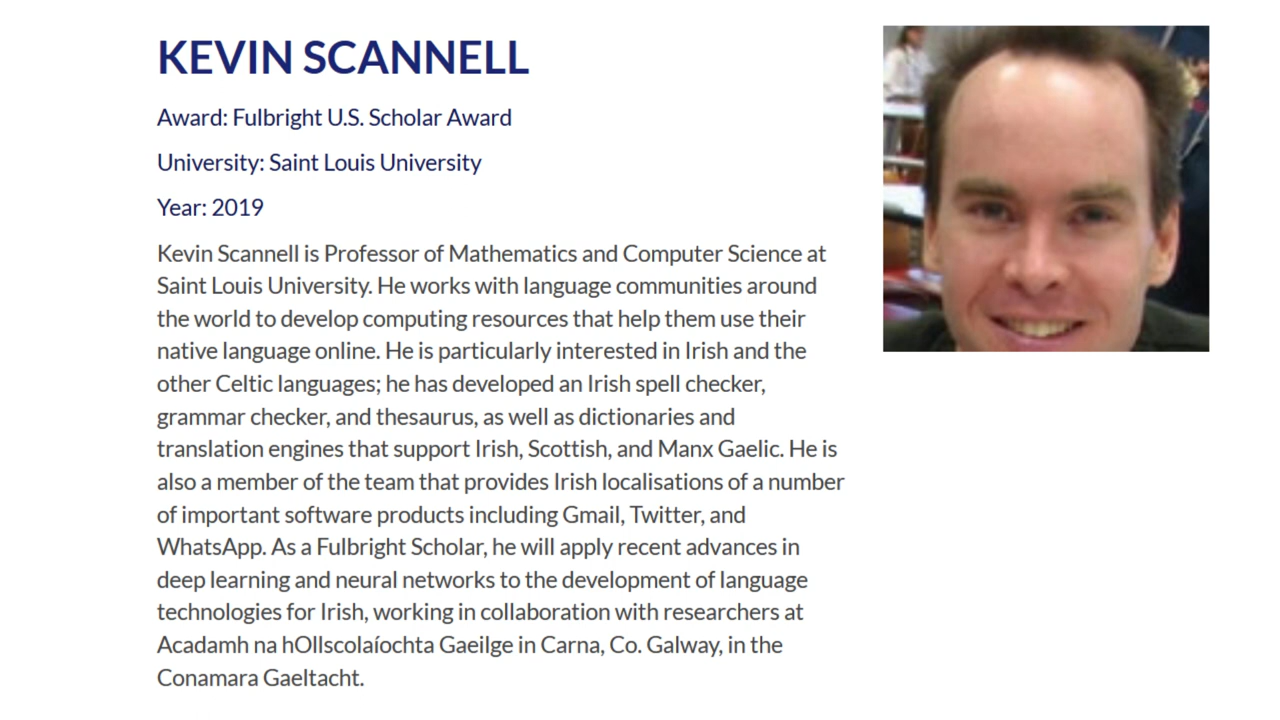 KEVIN SCANNELL
Award: Fulbright U.S. Scholar Award
University: Saint Louis University
Year: 2019
Kevin Scannell is Professor of Mathematics and Computer Science at
Saint Louis University. He works with language communities around
the world to develop computing resources that help them use their
native language online. He is particularly interested in Irish and the
other Celtic languages; he has developed an Irish spell checker,
grammar checker, and thesaurus, as well as dictionaries and
translation engines that support Irish, Scottish, and Manx Gaelic. He is
also a member of the team that provides Irish localisations of a number
of important software products including Gmail, Twitter, and
WhatsApp. As a Fulbright Scholar, he will apply recent advances in
deep learning and neural networks to the development of language
technologies for Irish, working in collaboration with researchers at
Acadamh na hOllscolaíochta Gaeilge in Carna, Co. Galway, in the
Conamara Gaeltacht.